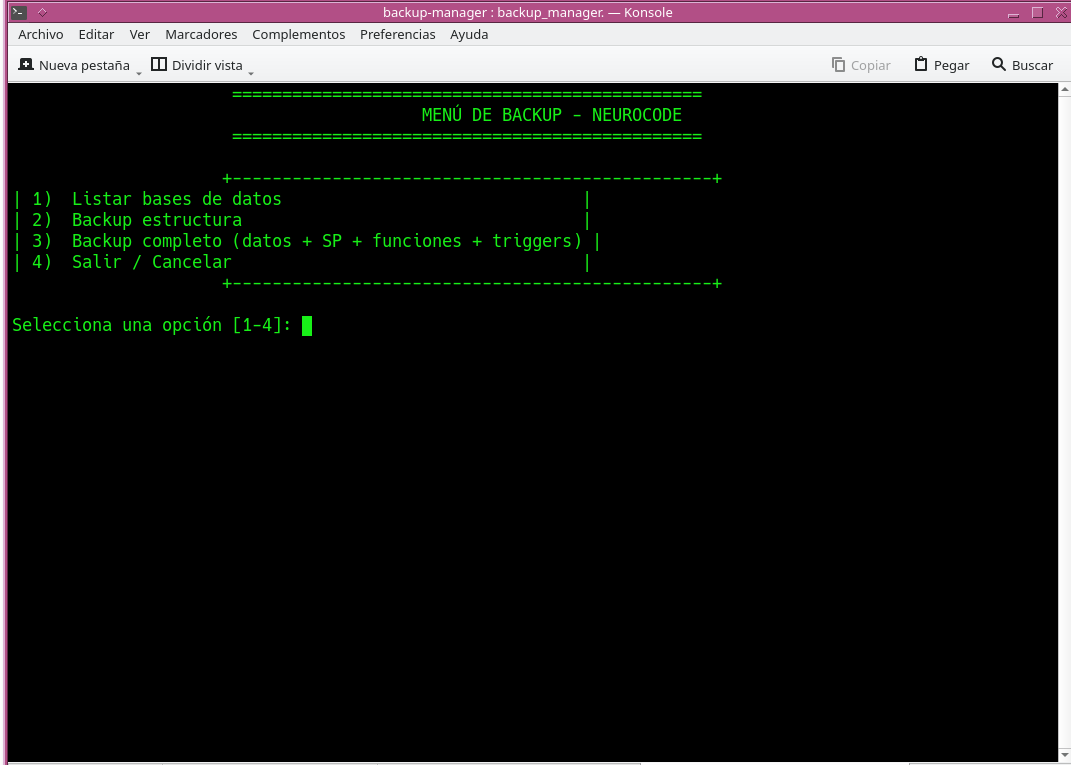 backup-manager : backup_manager. — Konsole
Archivo Editar Ver Marcadores Complementos Preferencias Ayuda
Nueva pestaña Dividir vista Copiar Pegar Buscar
===============================================
MENÚ DE BACKUP - NEUROCODE
===============================================
+------------------------------------------------+
| 1)  Listar bases de datos                              |
| 2)  Backup estructura                                  |
| 3)  Backup completo (datos + SP + funciones + triggers) |
| 4)  Salir / Cancelar                                   |
+------------------------------------------------+
Selecciona una opción [1-4]: